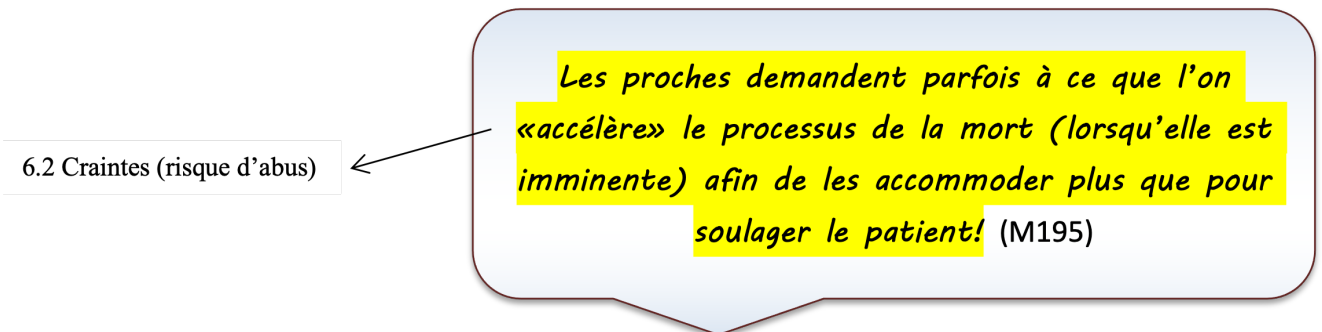 Les proches demandent parfois à ce que l'on
«accélère» le processus de la mort (lorsqu'elle est
imminente) afin de les accommoder plus que pour
soulager le patient! (M195)
6.2 Craintes (risque d'abus)